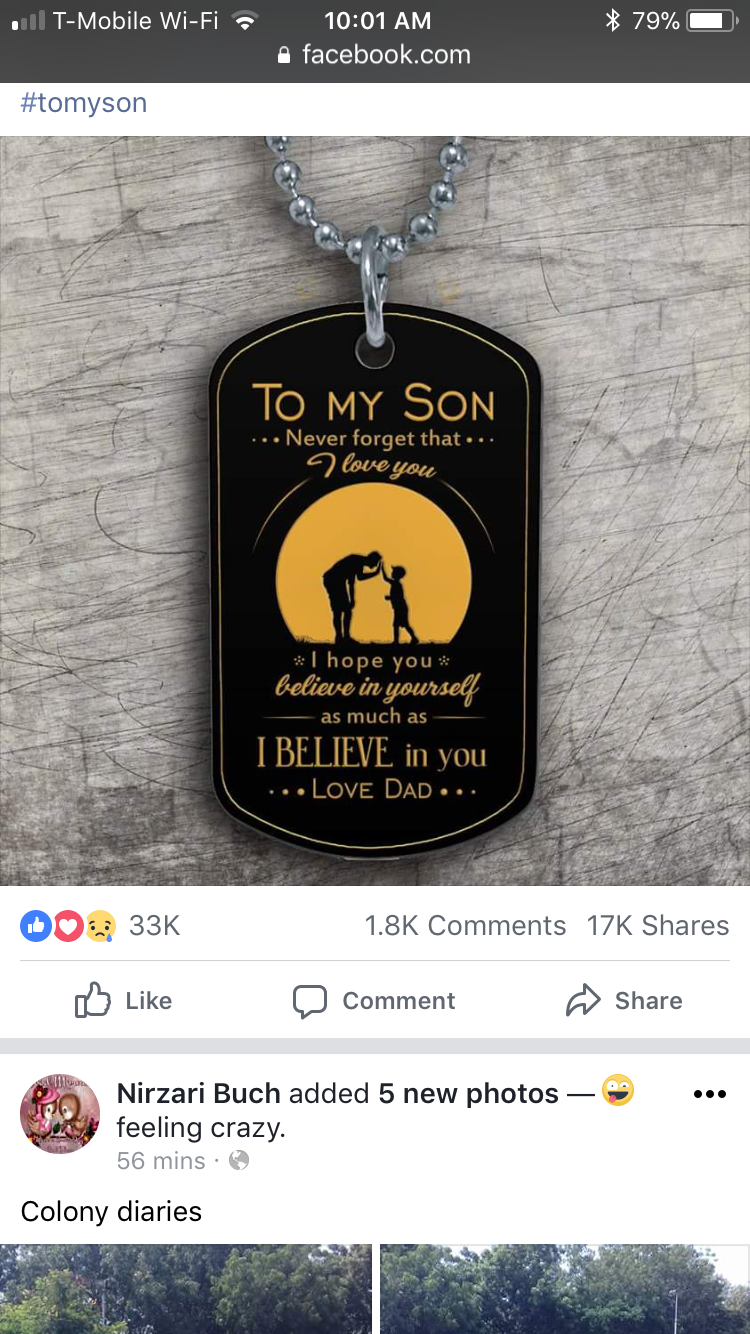 T-Mobile Wi-Fi 10:01 AM 79%
facebook.com
#tomyson
TO MY SON
...Never forget that...
I love you
*I hope you*
believe in yourself
as much as
I BELIEVE in you
...LOVE DAD...
33K 1.8K Comments 17K Shares
Like Comment Share
Nirzari Buch added 5 new photos — 🤪
feeling crazy.
56 mins ·
Colony diaries